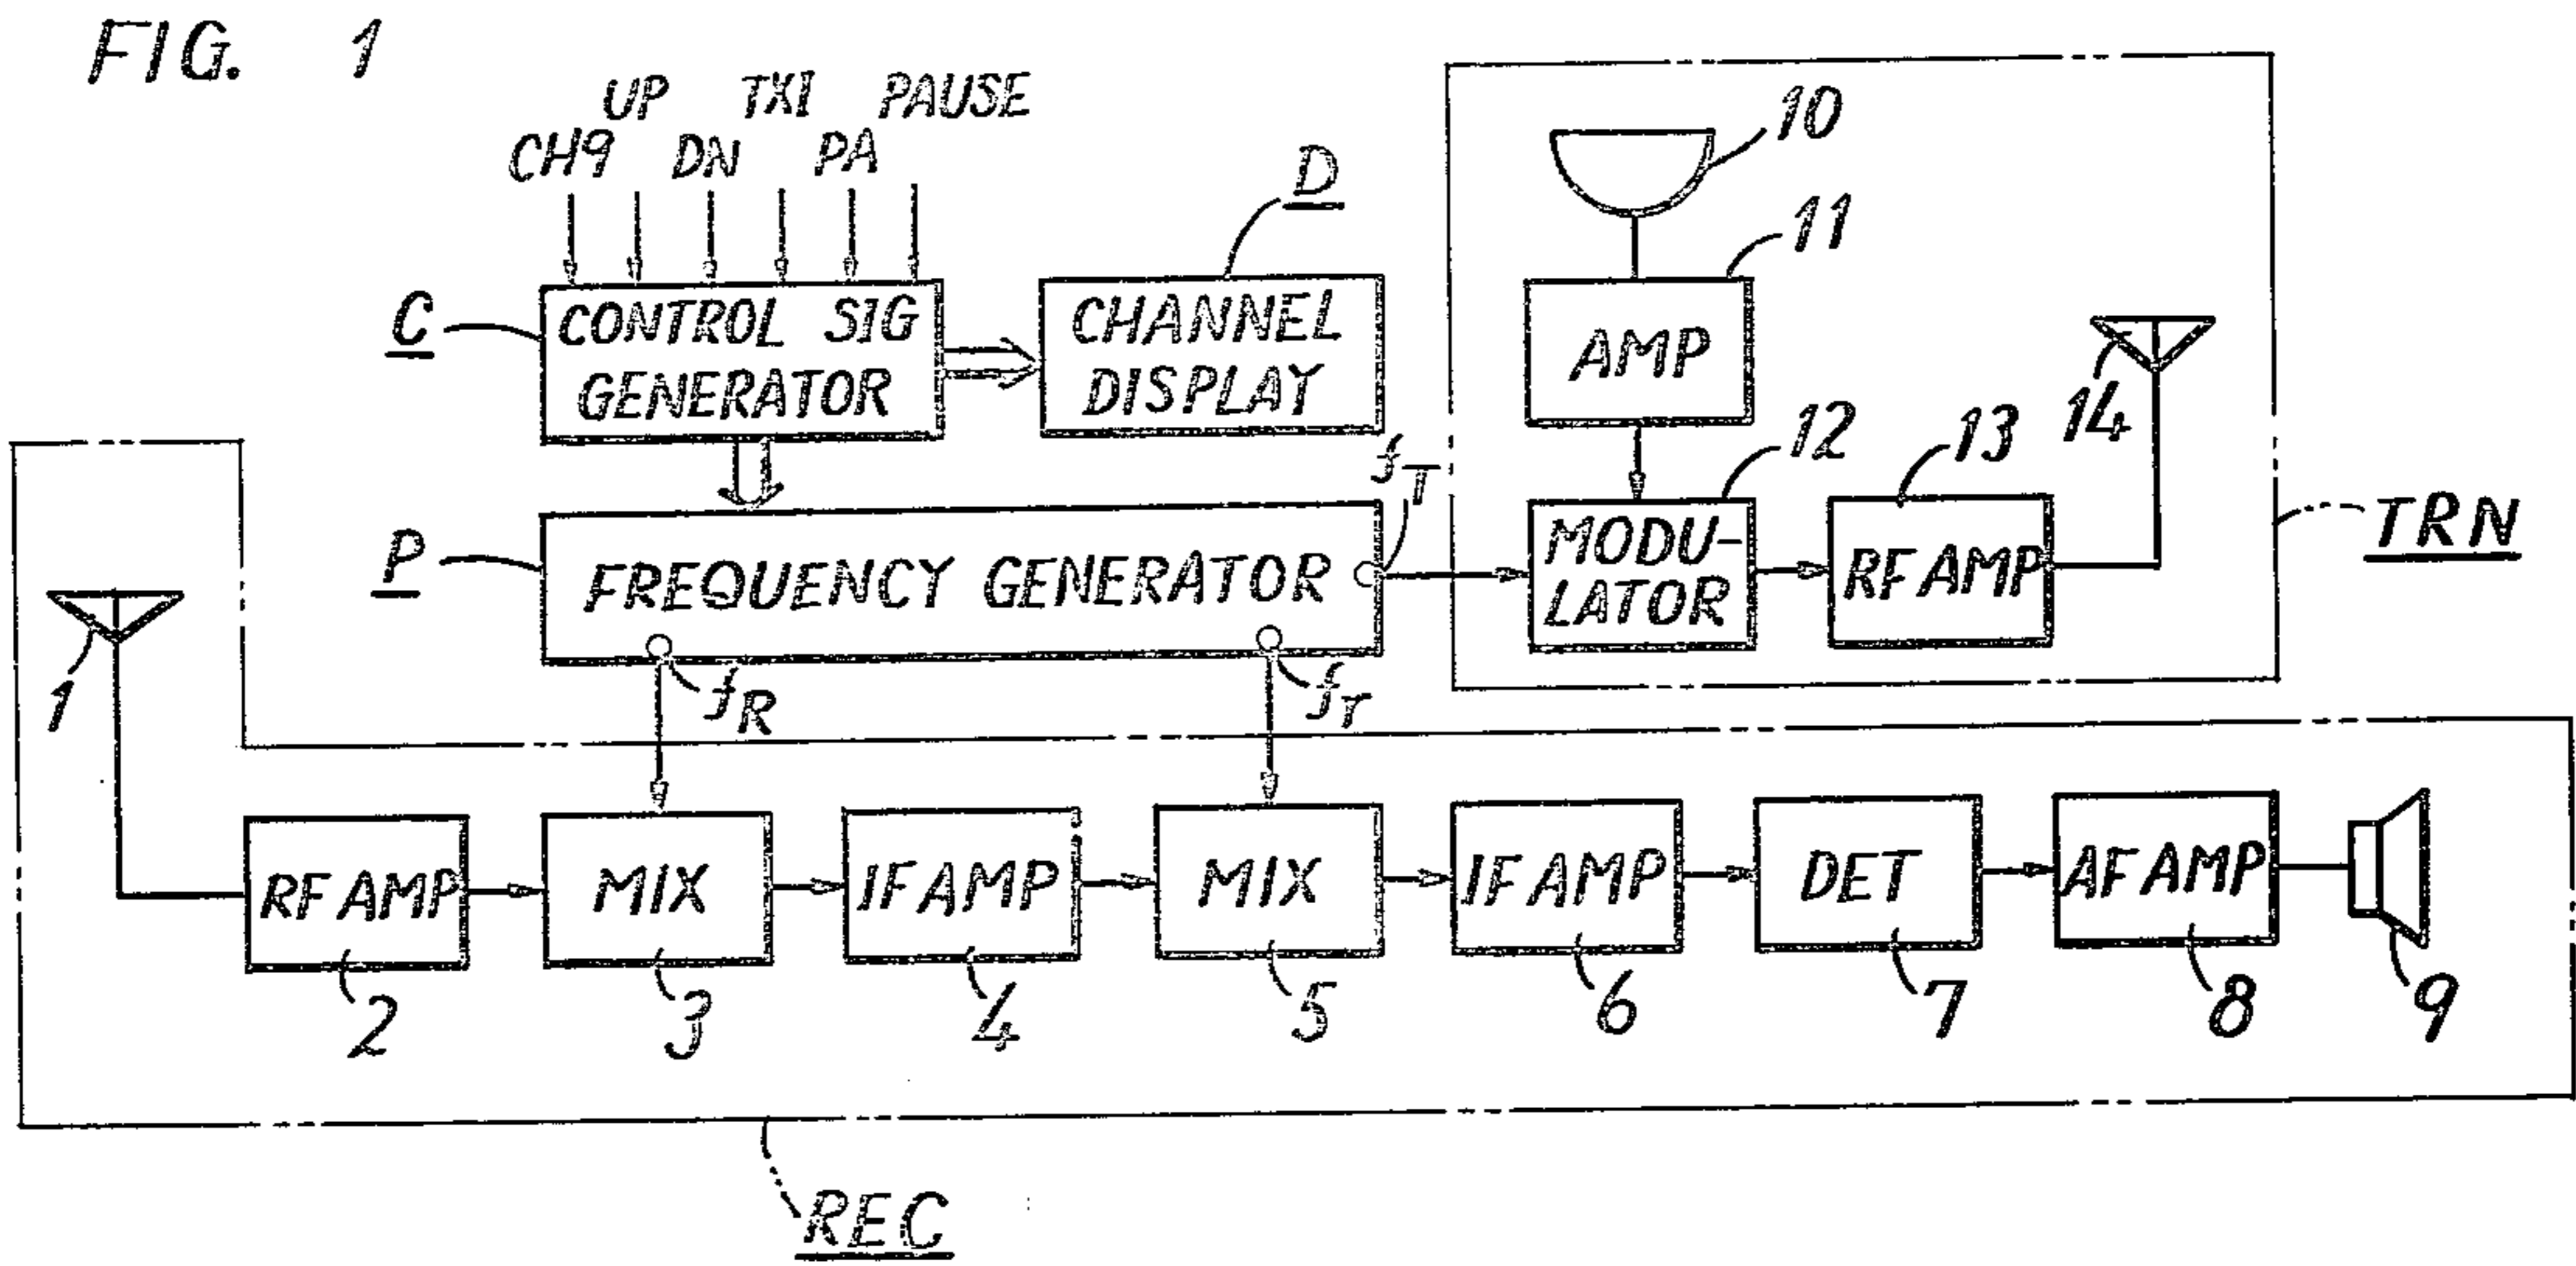 FIG. 1
UP TXI PAUSE
CH9 DN PA
D
10
11
C
CONTROL SIG
GENERATOR
CHANNEL
DISPLAY
AMP
14
12
13
fT
P
FREQUENCY GENERATOR
MODU-
LATOR
RF AMP
TRN
1
fR
fr
RF AMP
MIX
IF AMP
MIX
IF AMP
DET
AF AMP
2
3
4
5
6
7
8
9
REC